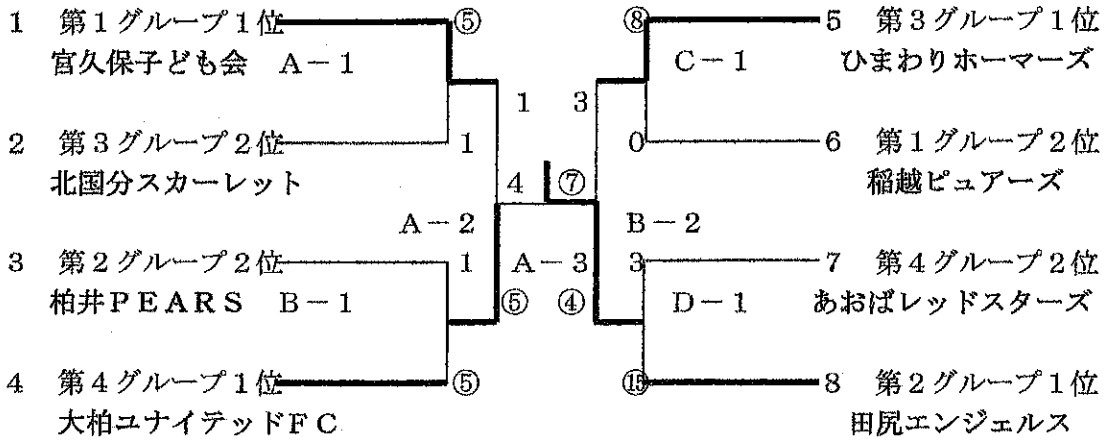 1 第1グループ1位 ⑤ ⑧ 5 第3グループ1位
宮久保子ども会 A-1 C-1 ひまわりホーマーズ
1 3
2 第3グループ2位 1 0 6 第1グループ2位
北国分スカーレット 4 ⑦ 稲越ピュアーズ
A-2 B-2
3 第2グループ2位 1 A-3 3 7 第4グループ2位
柏井PEARS B-1 ⑤ ④ D-1 あおばレッドスターズ
4 第4グループ1位 ⑤ ⑮ 8 第2グループ1位
大柏ユナイテッドFC 田尻エンジェルス